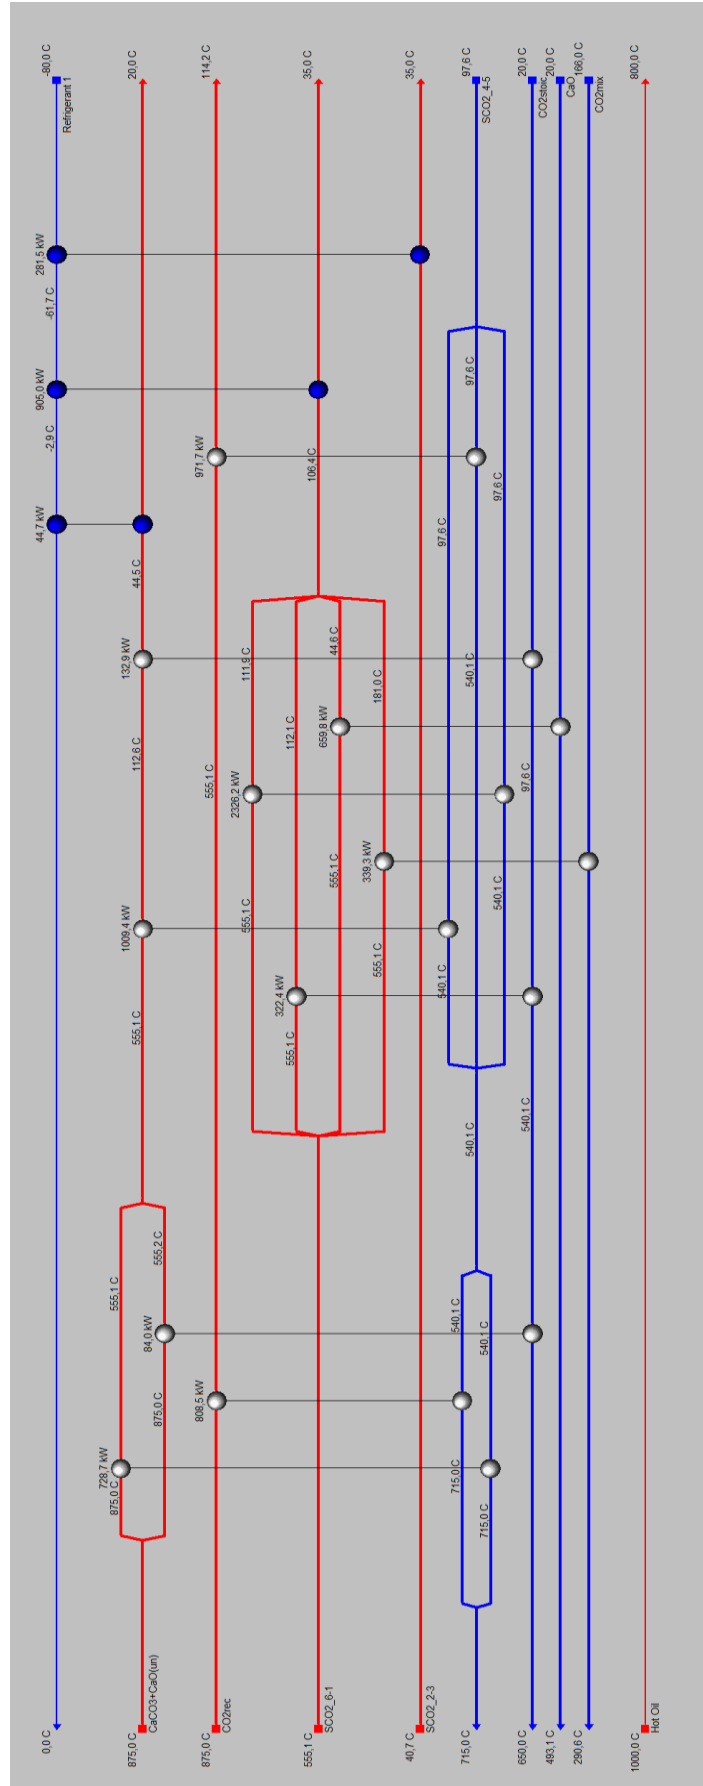 0,0 C
-80,0 C
Refrigerant 1
-2,9 C
-61,7 C
44,7 kW
905,0 kW
281,5 kW
875,0 C
20,0 C
CaCO3+CaO(un)
875,0 C
728,7 kW
555,1 C
875,0 C
84,0 kW
555,2 C
555,1 C
1009,4 kW
112,6 C
132,9 kW
44,5 C
875,0 C
114,2 C
CO2rec
808,5 kW
555,1 C
971,7 kW
555,1 C
35,0 C
SCO2_6-1
555,1 C
2326,2 kW
111,9 C
555,1 C
322,4 kW
112,1 C
555,1 C
659,8 kW
44,6 C
555,1 C
339,3 kW
181,0 C
106,4 C
40,7 C
35,0 C
SCO2_2-3
715,0 C
97,6 C
SCO2_4-5
715,0 C
540,1 C
715,0 C
540,1 C
540,1 C
540,1 C
97,6 C
540,1 C
97,6 C
540,1 C
97,6 C
97,6 C
650,0 C
20,0 C
CO2stoic
540,1 C
493,1 C
20,0 C
CaO
290,6 C
166,0 C
CO2mix
1000,0 C
800,0 C
Hot Oil